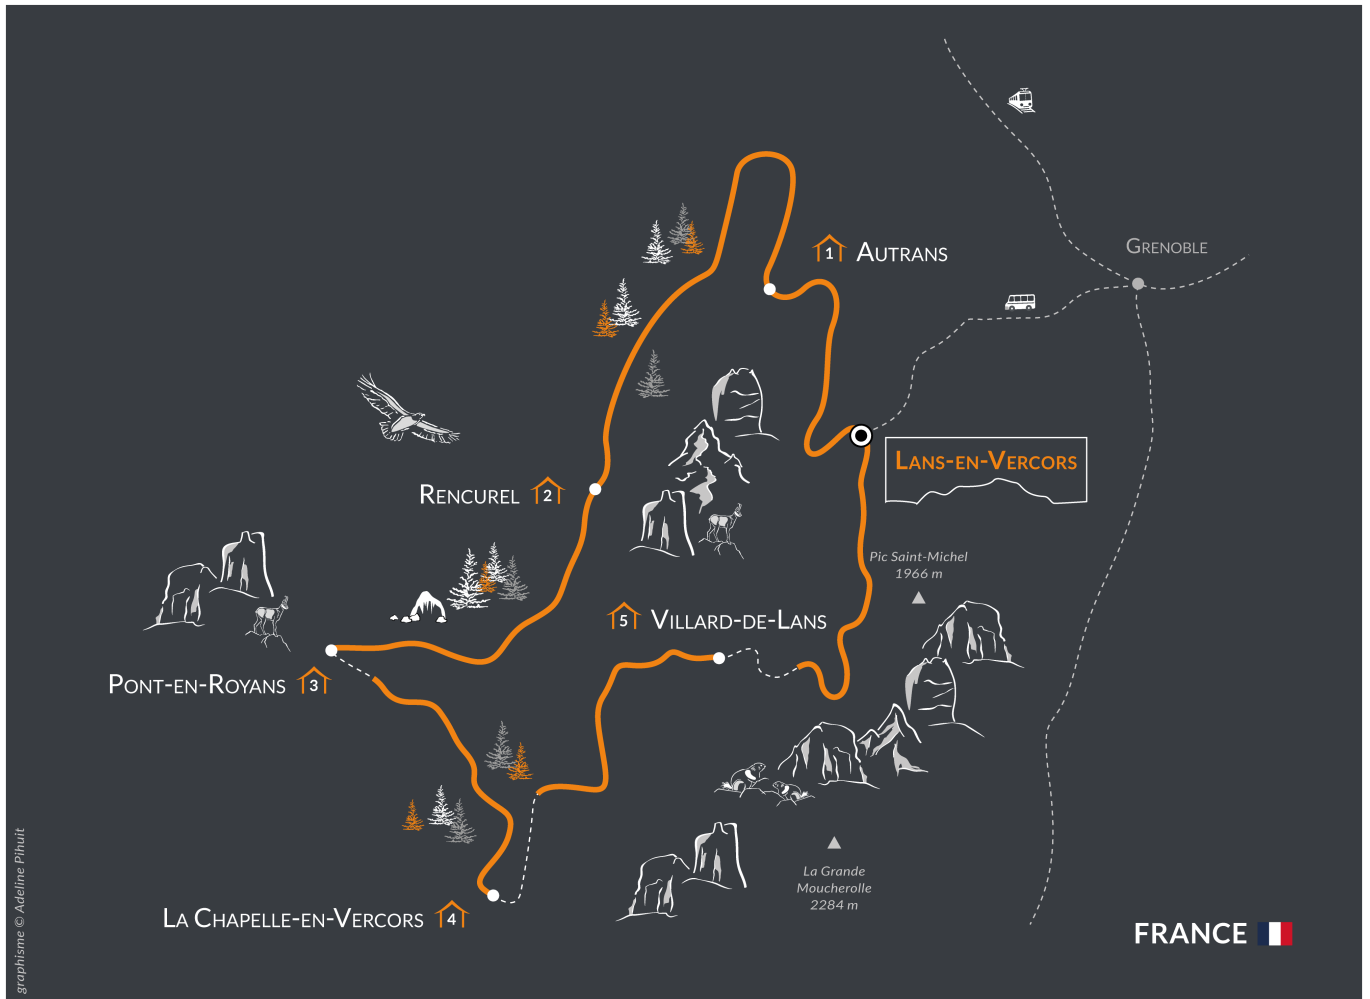 GRENOBLE
1 AUTRANS
LANS-EN-VERCORS
RENCUREL 2
Pic Saint-Michel
1966 m
5 VILLARD-DE-LANS
PONT-EN-ROYANS 3
La Grande
Moucherolle
2284 m
LA CHAPELLE-EN-VERCORS 4
FRANCE
graphisme © Adeline Pihuit